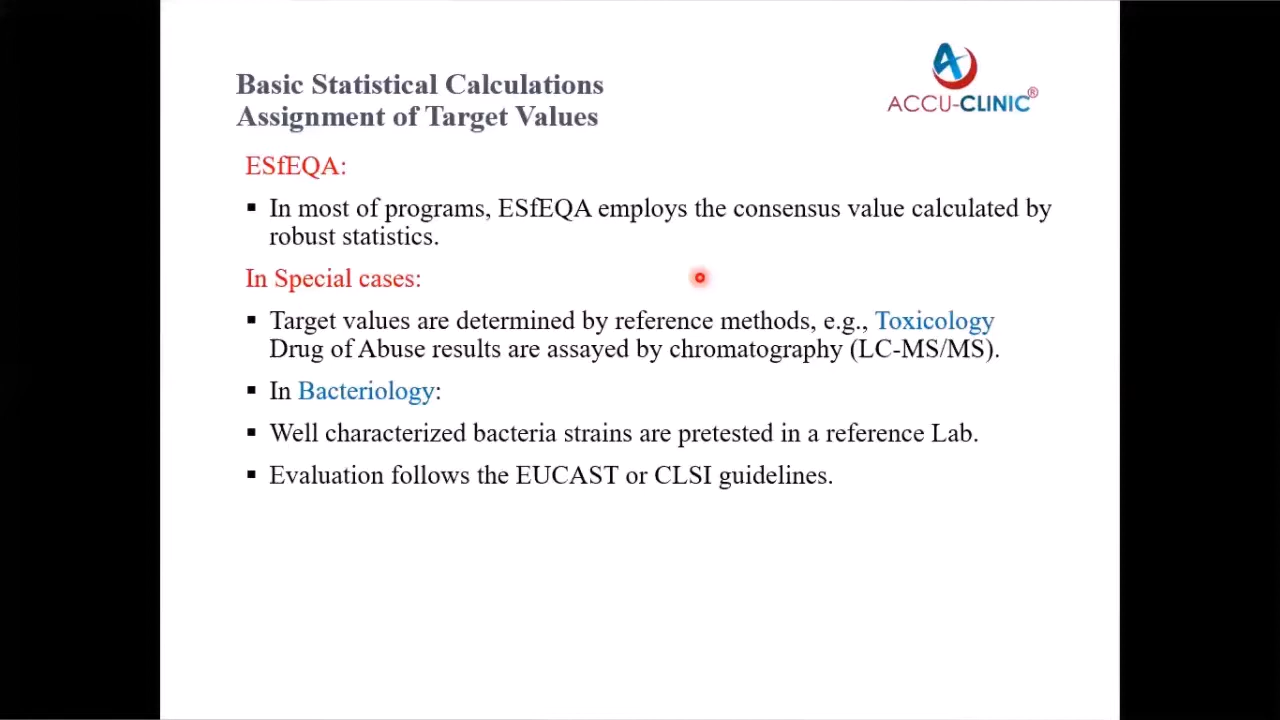 Basic Statistical Calculations
Assignment of Target Values
ACCU-CLINIC®
ESfEQA:
▪ In most of programs, ESfEQA employs the consensus value calculated by
robust statistics.
In Special cases:
▪ Target values are determined by reference methods, e.g., Toxicology
Drug of Abuse results are assayed by chromatography (LC-MS/MS).
▪ In Bacteriology:
▪ Well characterized bacteria strains are pretested in a reference Lab.
▪ Evaluation follows the EUCAST or CLSI guidelines.